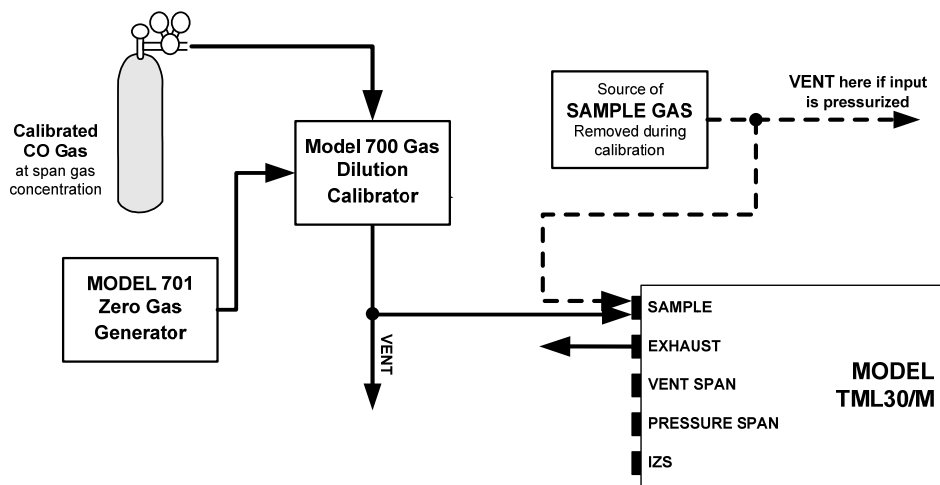 Calibrated
CO Gas
at span gas
concentration
Model 700 Gas
Dilution
Calibrator
MODEL 701
Zero Gas
Generator
VENT
Source of
SAMPLE GAS
Removed during
calibration
VENT here if input
is pressurized
SAMPLE
EXHAUST
VENT SPAN
PRESSURE SPAN
IZS
MODEL
TML30/M